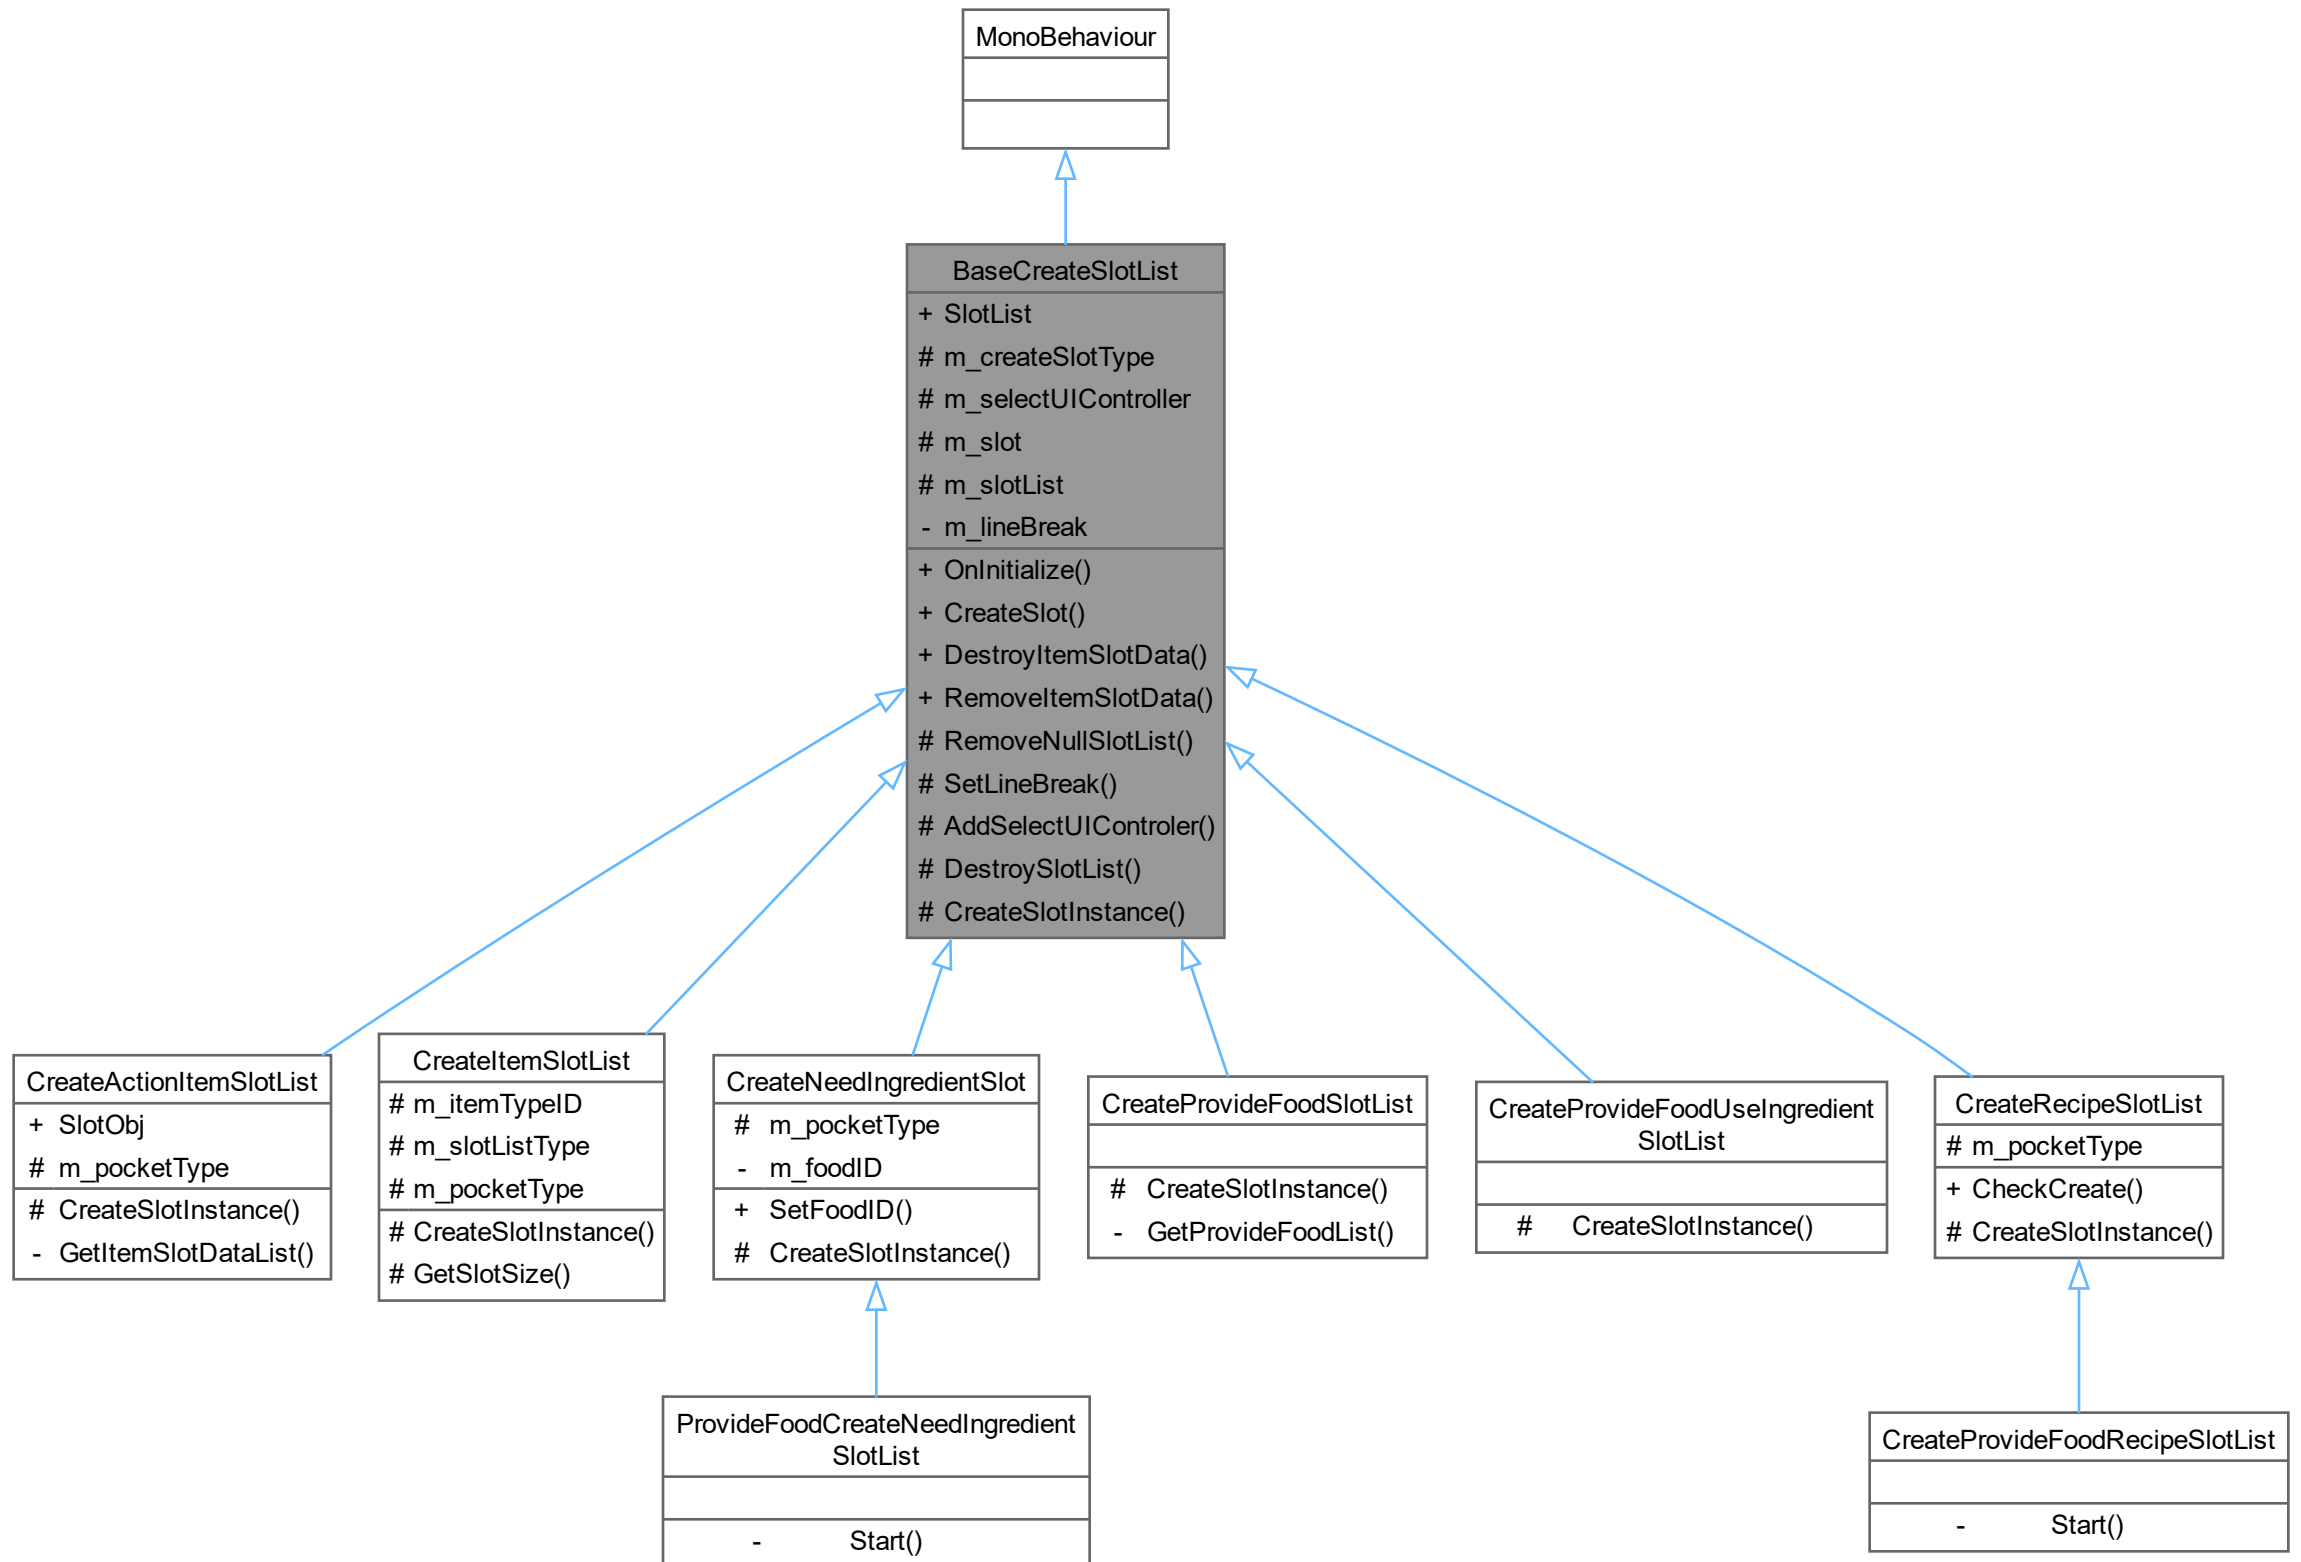 MonoBehaviour
BaseCreateSlotList
+ SlotList
# m_createSlotType
# m_selectUIController
# m_slot
# m_slotList
- m_lineBreak
+ OnInitialize()
+ CreateSlot()
+ DestroyItemSlotData()
+ RemoveItemSlotData()
# RemoveNullSlotList()
# SetLineBreak()
# AddSelectUIControler()
# DestroySlotList()
# CreateSlotInstance()
CreateActionItemSlotList
+ SlotObj
# m_pocketType
# CreateSlotInstance()
- GetItemSlotDataList()
CreateItemSlotList
# m_itemTypeID
# m_slotListType
# m_pocketType
# CreateSlotInstance()
# GetSlotSize()
CreateNeedIngredientSlot
# m_pocketType
- m_foodID
+ SetFoodID()
# CreateSlotInstance()
CreateProvideFoodSlotList
# CreateSlotInstance()
- GetProvideFoodList()
CreateProvideFoodUseIngredient
SlotList
# CreateSlotInstance()
CreateRecipeSlotList
# m_pocketType
+ CheckCreate()
# CreateSlotInstance()
ProvideFoodCreateNeedIngredient
SlotList
- Start()
CreateProvideFoodRecipeSlotList
- Start()